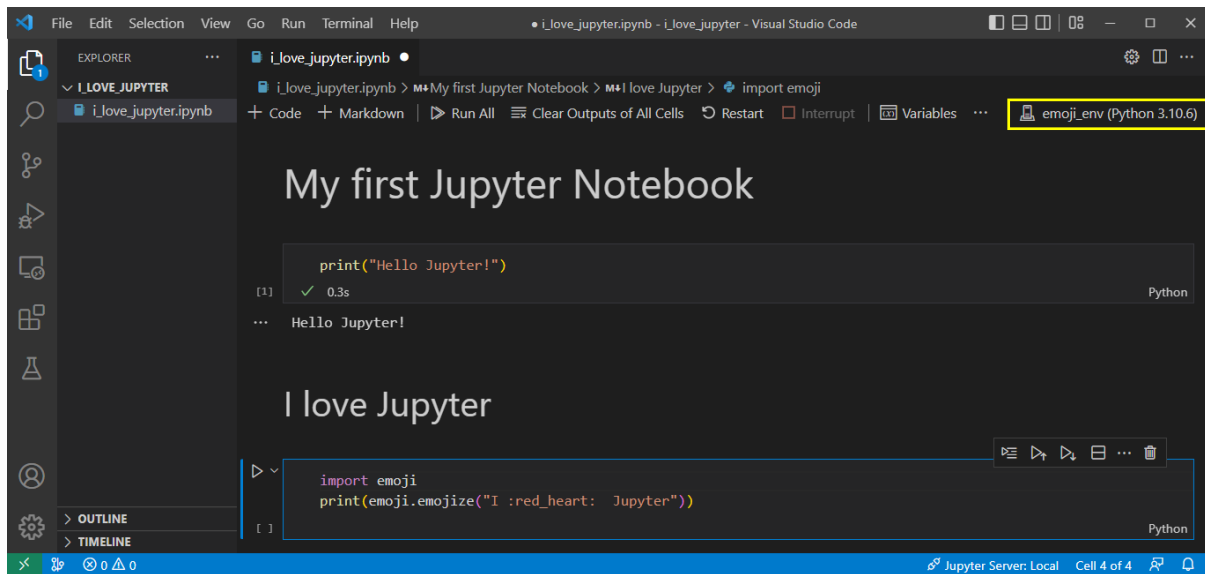 File Edit Selection View Go Run Terminal Help ● i_love_jupyter.ipynb - i_love_jupyter - Visual Studio Code
EXPLORER ···
1
I_LOVE_JUPYTER
i_love_jupyter.ipynb
i_love_jupyter.ipynb ●
i_love_jupyter.ipynb > M↓My first Jupyter Notebook > M↓I love Jupyter > import emoji
+ Code + Markdown Run All Clear Outputs of All Cells Restart Interrupt Variables ··· emoji_env (Python 3.10.6)
My first Jupyter Notebook
print("Hello Jupyter!")
[1] ✓ 0.3s Python
··· Hello Jupyter!
I love Jupyter
import emoji
print(emoji.emojize("I :red_heart:  Jupyter"))
[ ] Python
> OUTLINE
> TIMELINE
0 0 Jupyter Server: Local Cell 4 of 4